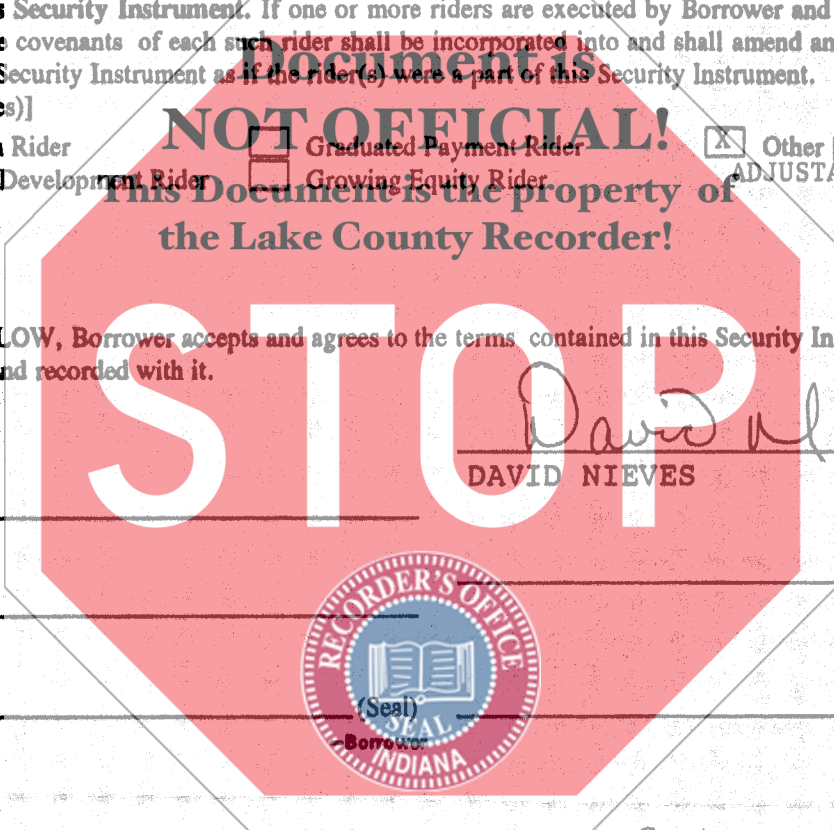 Security Instrument. If one or more riders are executed by Borrower and
covenants of each such rider shall be incorporated into and shall amend an
Security Instrument as if the rider(s) were a part of this Security Instrument.
s)]
Document is
NOT OFFICIAL!
This Document is the property of
the Lake County Recorder!
Rider
Graduated Payment Rider
X Other
Development Rider
Growing Equity Rider
ADJUSTA
STOP
LOW, Borrower accepts and agrees to the terms contained in this Security In
nd recorded with it.
David N
DAVID NIEVES
RECORDER'S OFFICE
(Seal)
SEAL
-Borrower
INDIANA